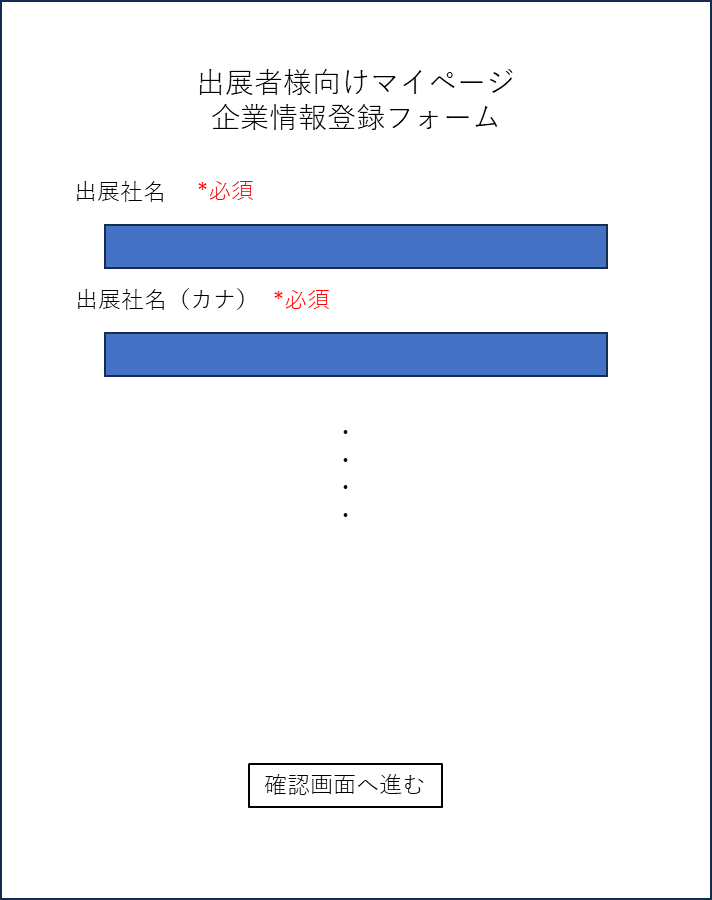 出展者様向けマイページ
企業情報登録フォーム
出展社名 *必須
出展社名（カナ） *必須
・
・
・
・
確認画面へ進む